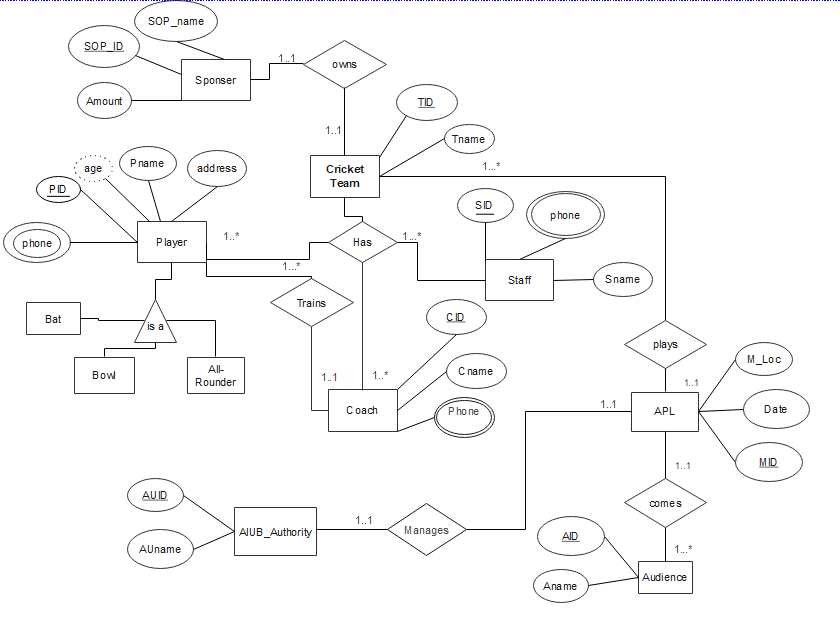 SOP_name
SOP_ID
1..1
owns
Sponser
Amount
TID
1..1
Tname
Pname
age
address
Cricket
Team
1...*
PID
SID
phone
1..*
1...*
phone
Player
Has
1...*
Staff
Sname
Trains
Bat
is a
CID
plays
M_Loc
Bowl
All-
Rounder
1..1
1..*
Cname
1..1
Coach
Phone
1..1
APL
Date
MID
1..1
AUID
1..1
comes
AIUB_Authority
Manages
AUname
AID
1...*
Audience
Aname